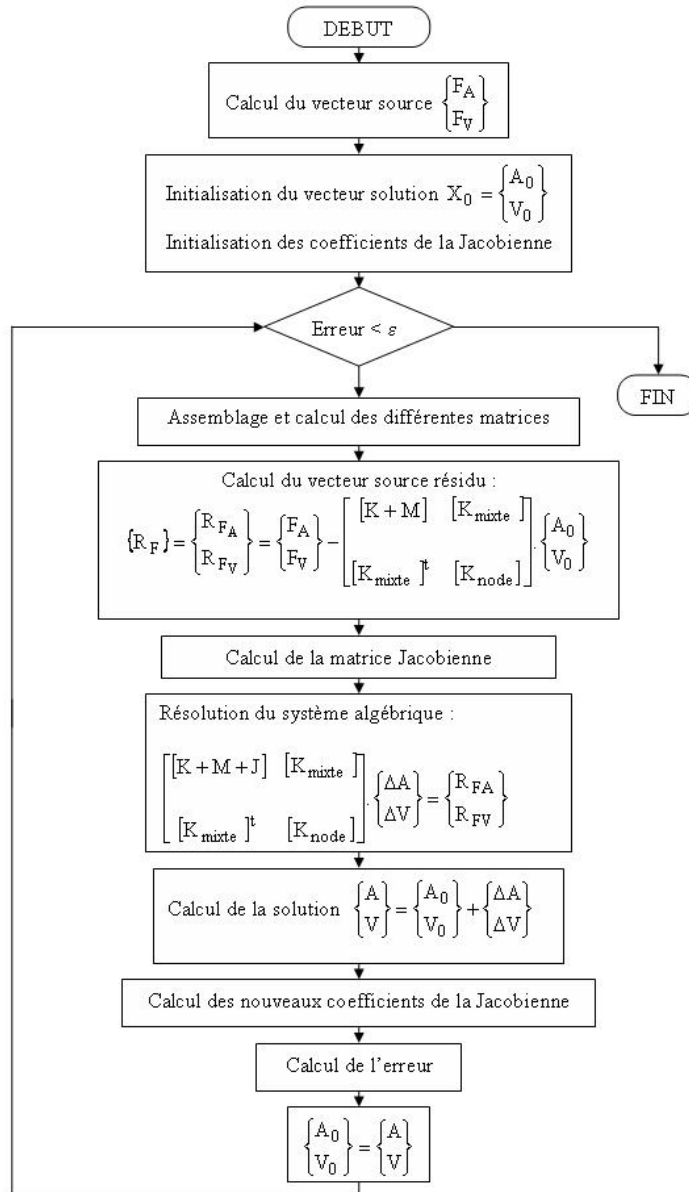 DEBUT
Calcul du vecteur source {F_A F_V}
Initialisation du vecteur solution X_0 = {A_0 V_0}
Initialisation des coefficients de la Jacobienne
Erreur < ε
FIN
Assemblage et calcul des différentes matrices
Calcul du vecteur source résidu :
{R_F} = {R_{F_A} R_{F_V}} = {F_A F_V} − [[K + M] [K_mixte] [K_mixte]^t [K_node]] . {A_0 V_0}
Calcul de la matrice Jacobienne
Résolution du système algébrique :
[[K + M + J] [K_mixte] [K_mixte]^t [K_node]] . {ΔA ΔV} = {R_FA R_FV}
Calcul de la solution {A V} = {A_0 V_0} + {ΔA ΔV}
Calcul des nouveaux coefficients de la Jacobienne
Calcul de l'erreur
{A_0 V_0} = {A V}